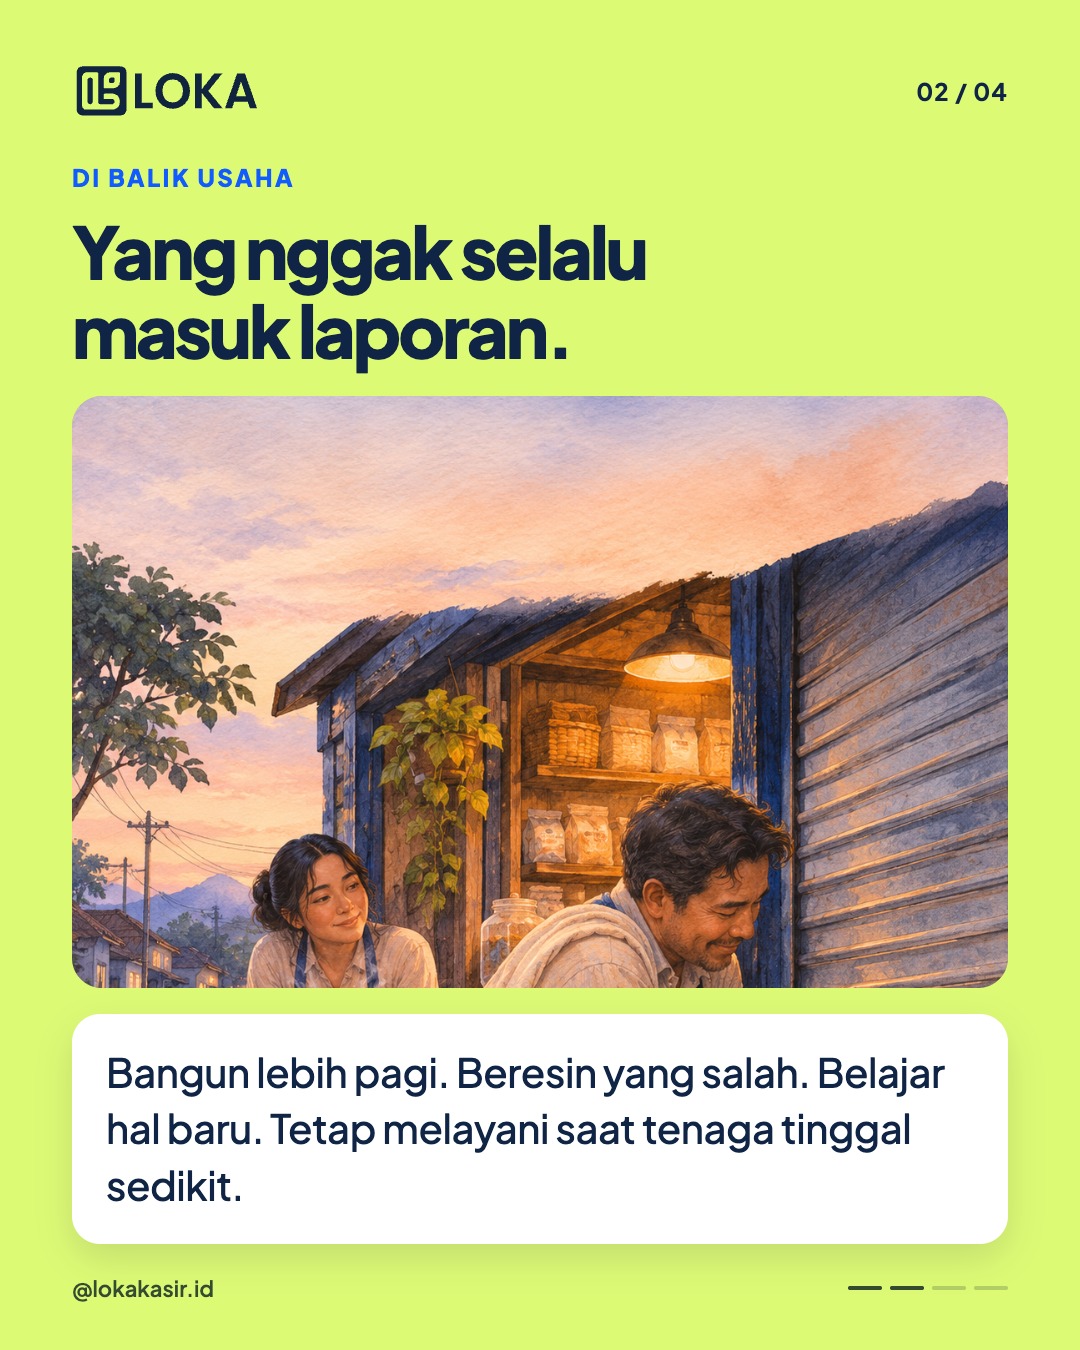 LOKA
02 / 04
DI BALIK USAHA
Yang nggak selalu
masuk laporan.
Bangun lebih pagi. Beresin yang salah. Belajar
hal baru. Tetap melayani saat tenaga tinggal
sedikit.
@lokakasir.id